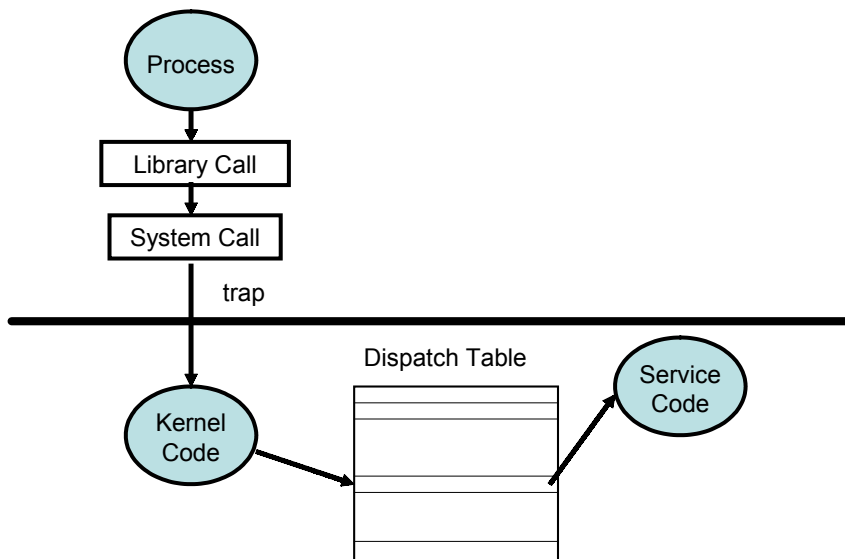 Process
Library Call
System Call
trap
Dispatch Table
Service
Code
Kernel
Code